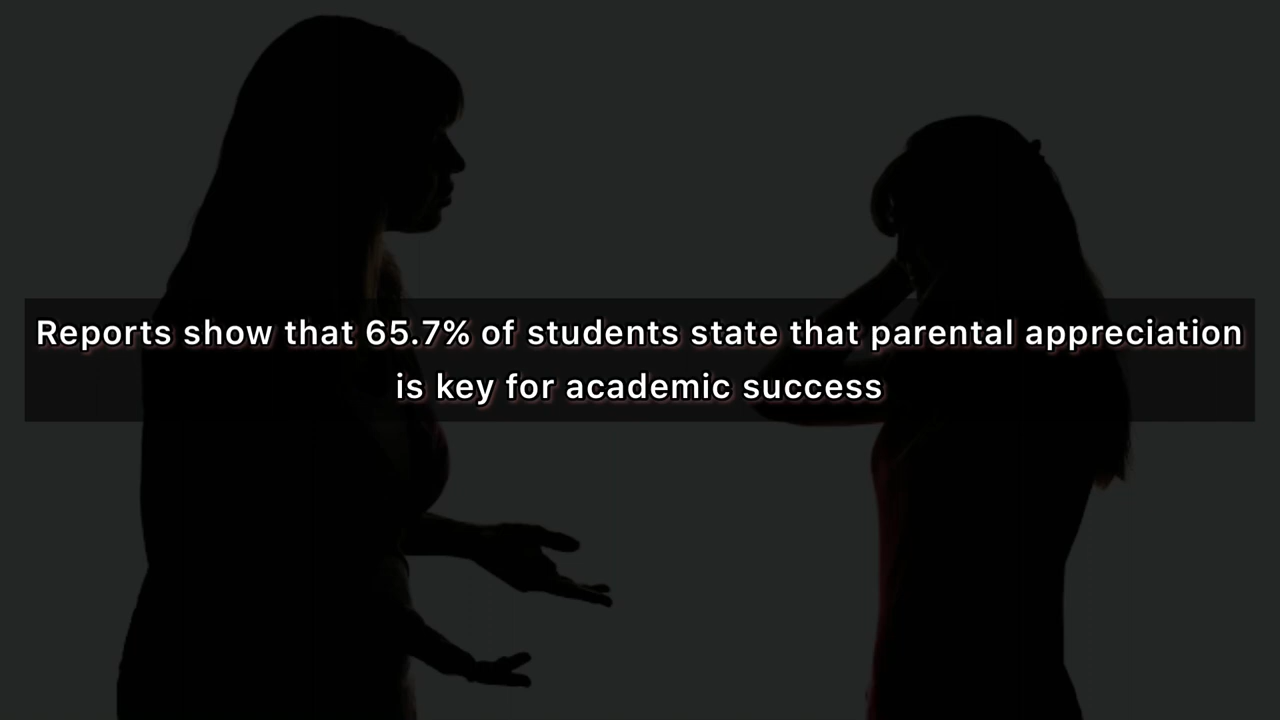 Reports show that 65.7% of students state that parental appreciation
is key for academic success